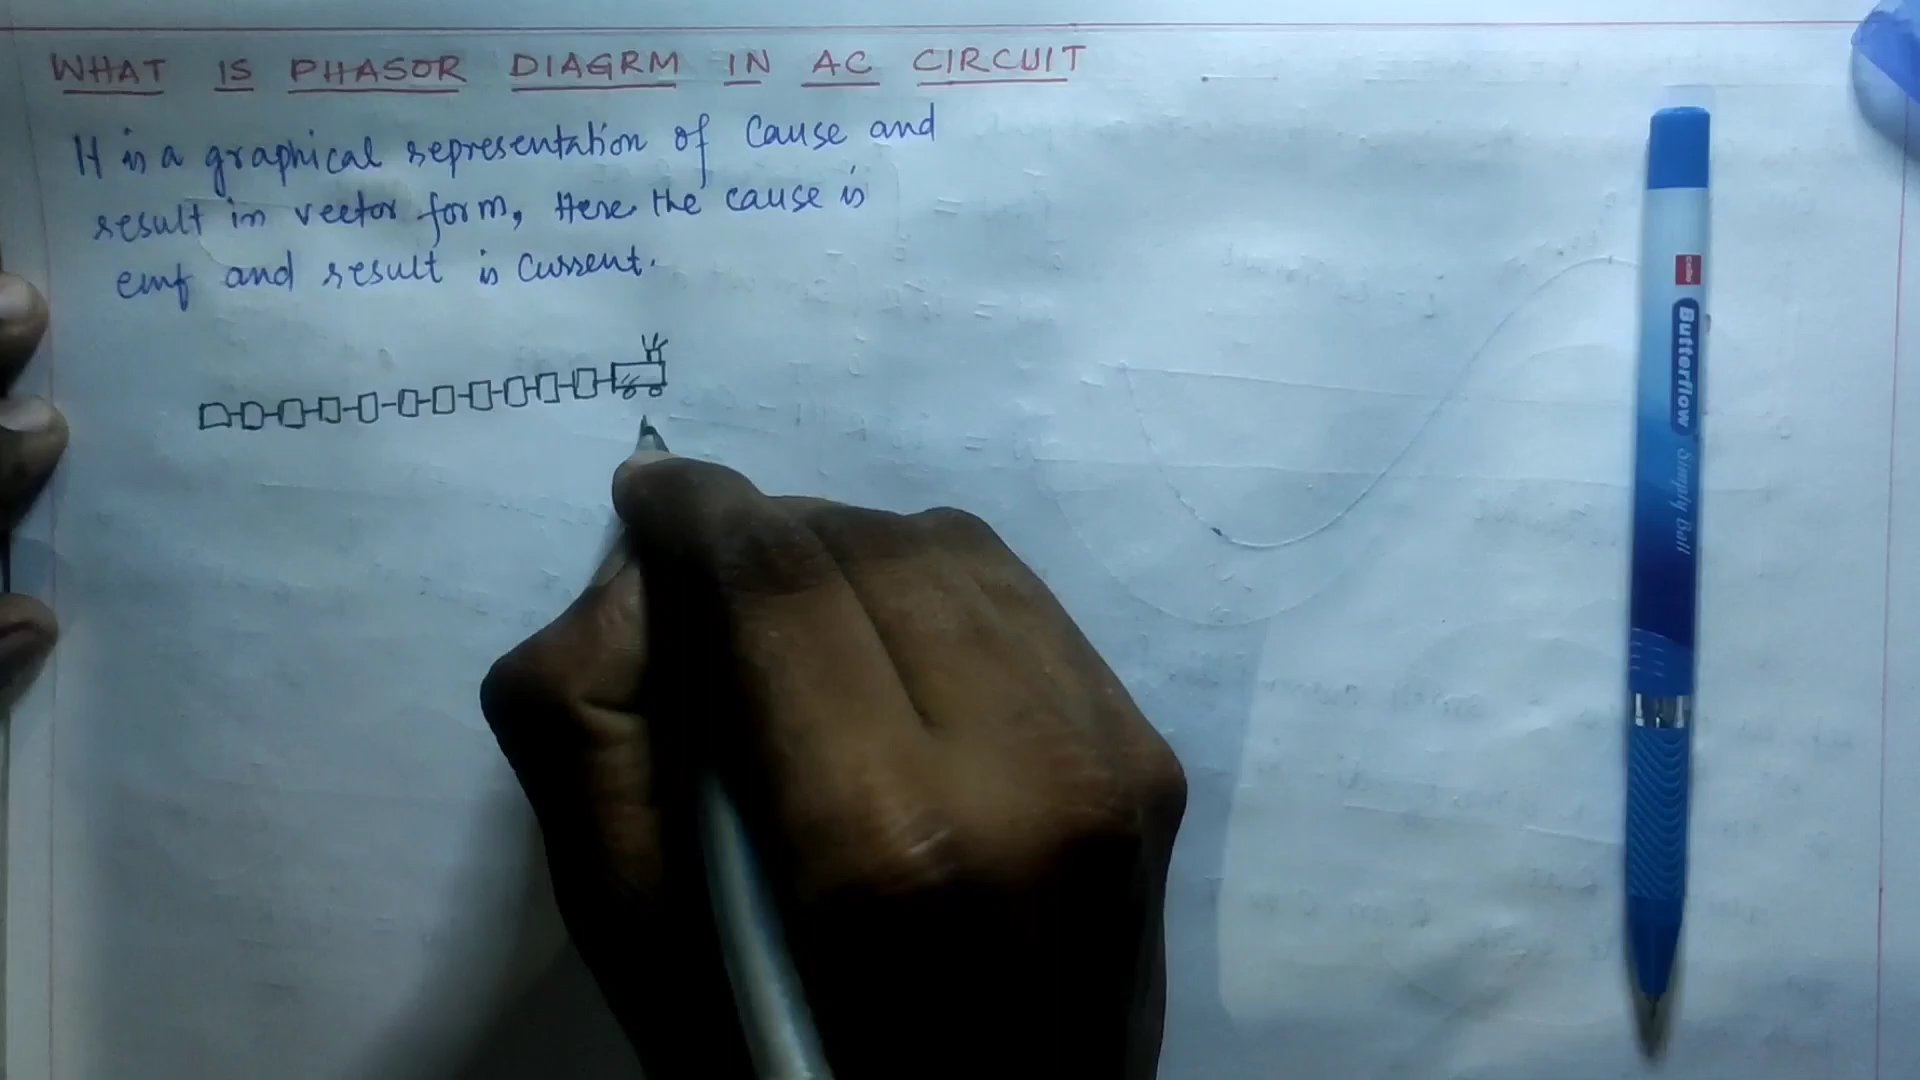 WHAT IS PHASOR DIAGRM IN AC CIRCUIT
It is a graphical representation of cause and
result in vector form, Here the cause is
emf and result is current.
cello
Butterflow
Simply Ball